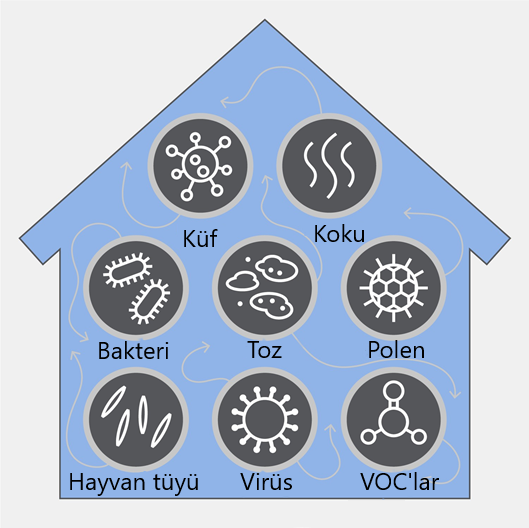 Küf
Koku
Bakteri
Toz
Polen
Hayvan tüyü
Virüs
VOC'lar